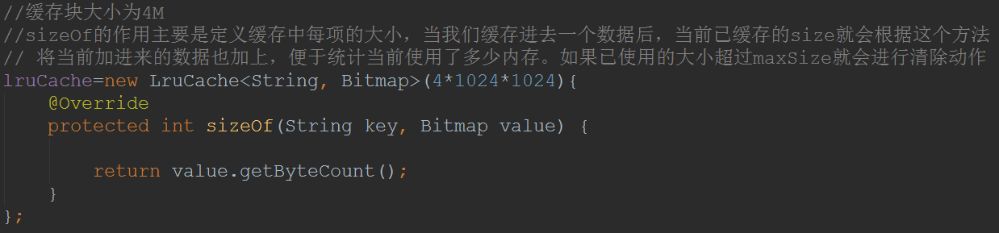 //缓存块大小为4M
//sizeOf的作用主要是定义缓存中每项的大小，当我们缓存进去一个数据后，当前已缓存的size就会根据这个方法
// 将当前加进来的数据也加上，便于统计当前使用了多少内存。如果已使用的大小超过maxSize就会进行清除动作
lruCache=new LruCache<String, Bitmap>(4*1024*1024){
    @Override
    protected int sizeOf(String key, Bitmap value) {
        return value.getByteCount();
    }
};